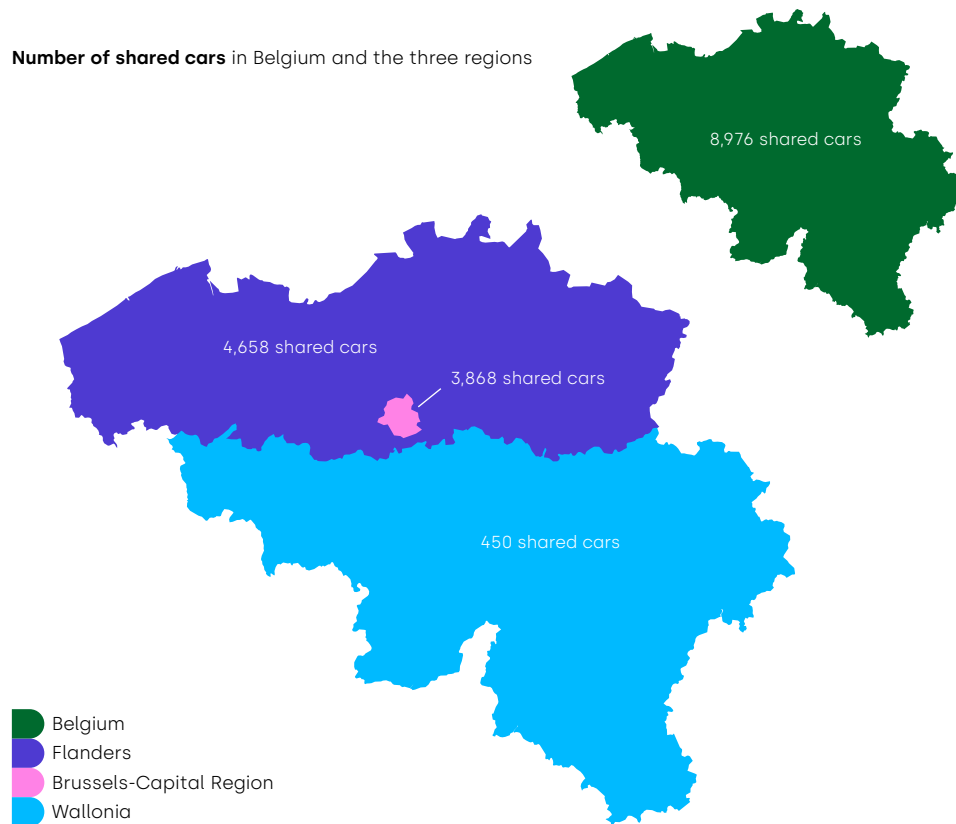 Number of shared cars in Belgium and the three regions
8,976 shared cars
4,658 shared cars
3,868 shared cars
450 shared cars
Belgium
Flanders
Brussels-Capital Region
Wallonia